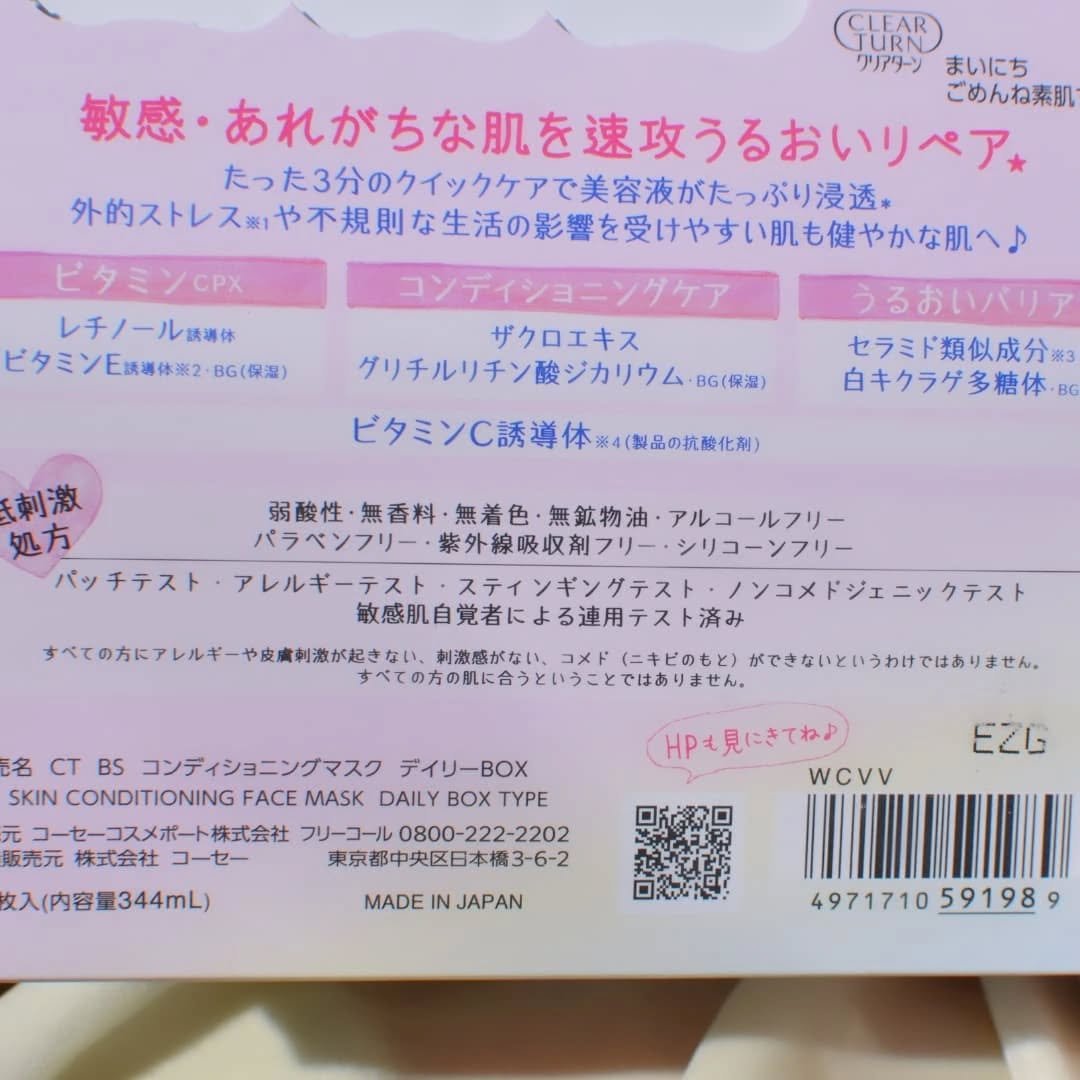 CLEAR
TURN
クリアターン
まいにち
ごめんね素肌
敏感・あれがちな肌を速攻うるおいリペア★
たった3分のクイックケアで美容液がたっぷり浸透*
外的ストレス※1や不規則な生活の影響を受けやすい肌も健やかな肌へ♪
ビタミンCPX
レチノール誘導体
ビタミンE誘導体※2・BG(保湿)
コンディショニングケア
ザクロエキス
グリチルリチン酸ジカリウム・BG(保湿)
うるおいバリア
セラミド類似成分※3
白キクラゲ多糖体・BG
ビタミンC誘導体※4(製品の抗酸化剤)
低刺激
処方
弱酸性・無香料・無着色・無鉱物油・アルコールフリー
パラベンフリー・紫外線吸収剤フリー・シリコーンフリー
パッチテスト・アレルギーテスト・スティンギングテスト・ノンコメドジェニックテスト
敏感肌自覚者による連用テスト済み
すべての方にアレルギーや皮膚刺激が起きない、刺激感がない、コメド（ニキビのもと）ができないというわけではありません。
すべての方の肌に合うということではありません。
HPも見にきてね♪
EZG
WCVV
売名 CT BS コンディショニングマスク デイリーBOX
SKIN CONDITIONING FACE MASK DAILY BOX TYPE
元 コーセーコスメポート株式会社 フリーコール 0800-222-2202
販売元 株式会社 コーセー 東京都中央区日本橋3-6-2
枚入(内容量344mL) MADE IN JAPAN
4971710 591989